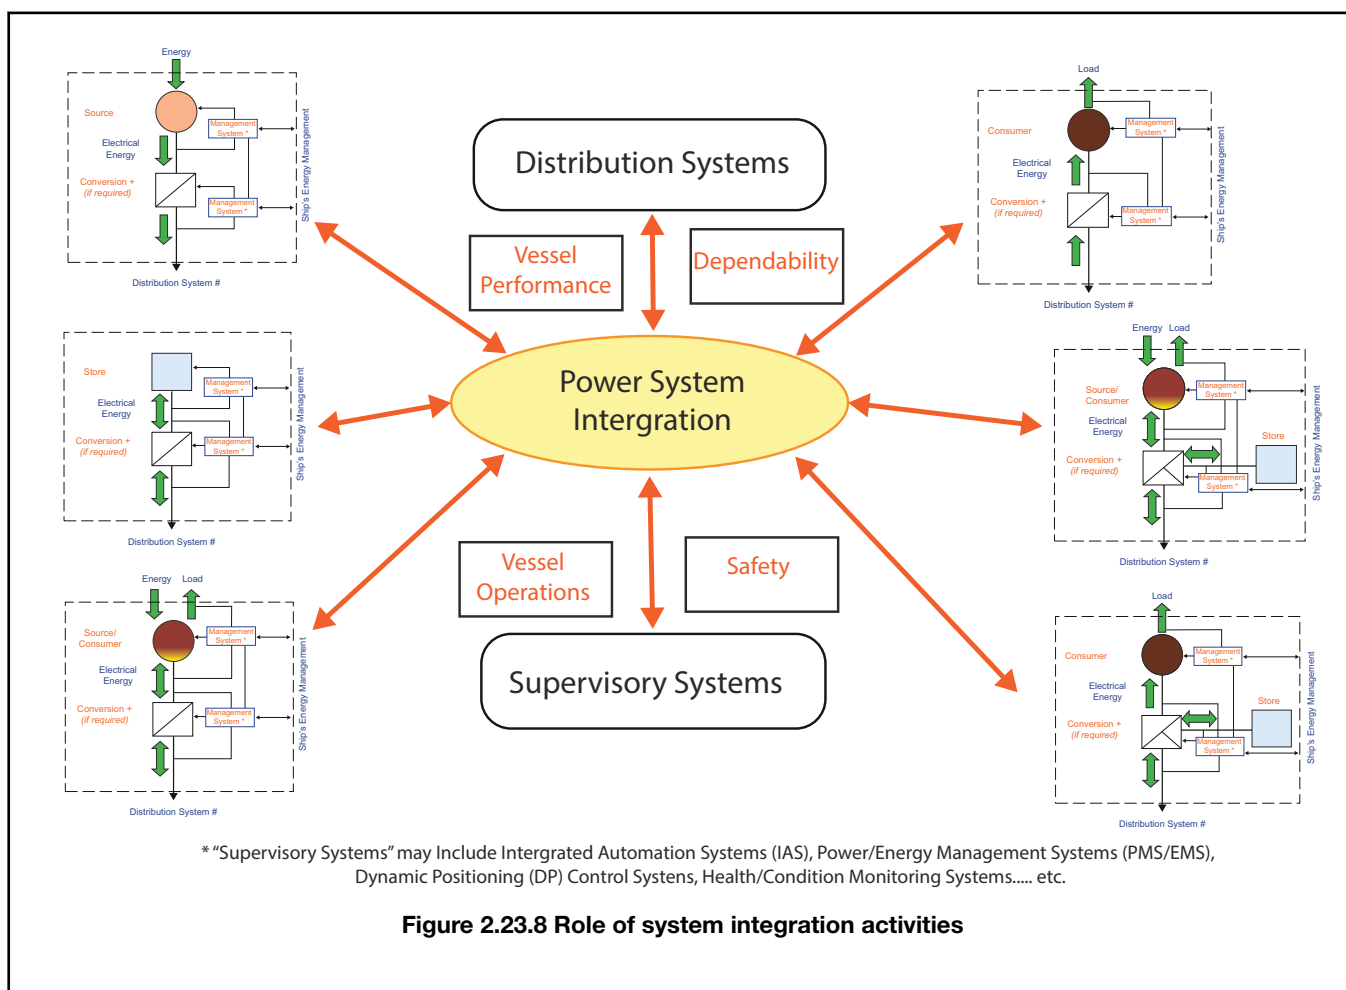 Energy
Source
Management
System *
Electrical
Energy
Conversion +
(if required)
Management
System *
Ship's Energy Management
Distribution System #
Store
Management
System *
Electrical
Energy
Conversion +
(if required)
Management
System *
Ship's Energy Management
Distribution System #
Energy
Load
Source/
Consumer
Management
System *
Electrical
Energy
Conversion +
(if required)
Management
System *
Ship's Energy Management
Distribution System #
Distribution Systems
Vessel
Performance
Dependability
Power System
Intergration
Vessel
Operations
Safety
Supervisory Systems
Load
Consumer
Management
System *
Electrical
Energy
Conversion +
(if required)
Management
System *
Ship's Energy Management
Distribution System #
Energy
Load
Source/
Consumer
Management
System *
Electrical
Energy
Store
Conversion +
(if required)
Management
System *
Ship's Energy Management
Distribution System #
Load
Consumer
Management
System *
Electrical
Energy
Store
Conversion +
(if required)
Management
System *
Ship's Energy Management
Distribution System #
* “Supervisory Systems” may Include Intergrated Automation Systems (IAS), Power/Energy Management Systems (PMS/EMS),
Dynamic Positioning (DP) Control Systens, Health/Condition Monitoring Systems..... etc.
Figure 2.23.8 Role of system integration activities